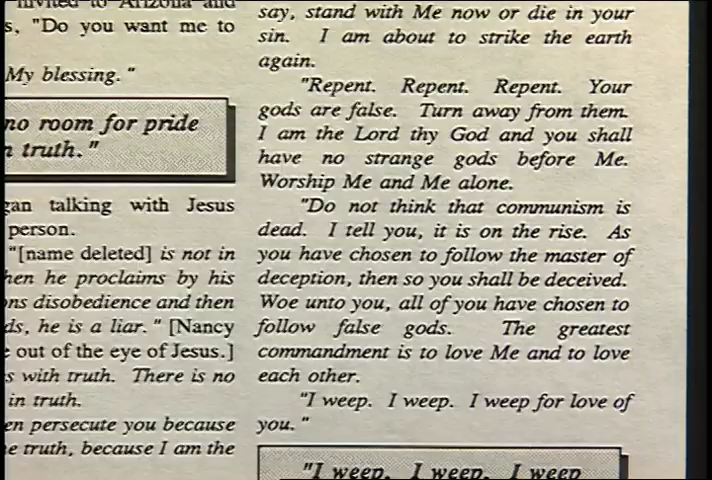 invited to Arizona and
s, "Do you want me to
My blessing."
no room for pride
n truth."
gan talking with Jesus
person.
"[name deleted] is not in
hen he proclaims by his
ons disobedience and then
ds, he is a liar." [Nancy
e out of the eye of Jesus.]
s with truth. There is no
in truth.
en persecute you because
e truth, because I am the
say, stand with Me now or die in your
sin. I am about to strike the earth
again.
"Repent. Repent. Repent. Your
gods are false. Turn away from them.
I am the Lord thy God and you shall
have no strange gods before Me.
Worship Me and Me alone.
"Do not think that communism is
dead. I tell you, it is on the rise. As
you have chosen to follow the master of
deception, then so you shall be deceived.
Woe unto you, all of you have chosen to
follow false gods. The greatest
commandment is to love Me and to love
each other.
"I weep. I weep. I weep for love of
you."
"I weep. I weep. I weep